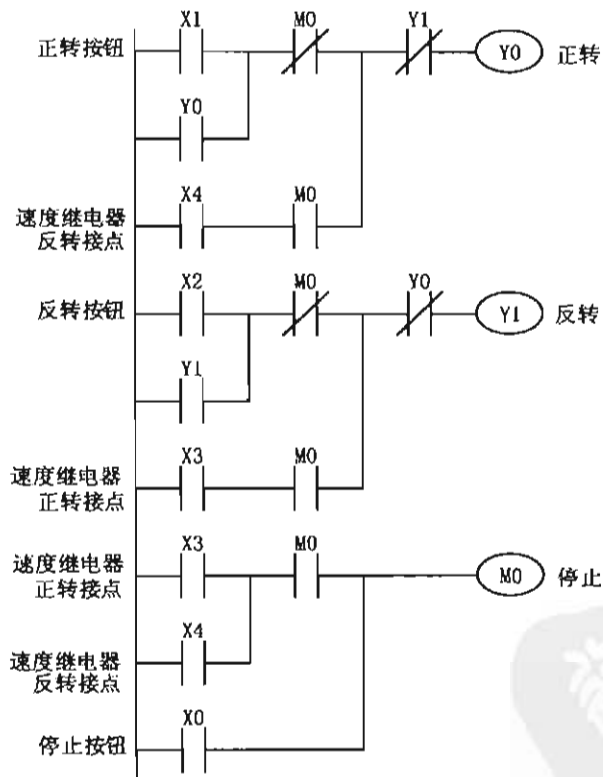 X1 M0 Y1
正转按钮 Y0 正转
Y0
X4 M0
速度继电器
反转接点
X2 M0 Y0
反转按钮 Y1 反转
Y1
X3 M0
速度继电器
正转接点
X3 M0
速度继电器
正转接点 M0 停止
X4
速度继电器
反转接点
X0
停止按钮